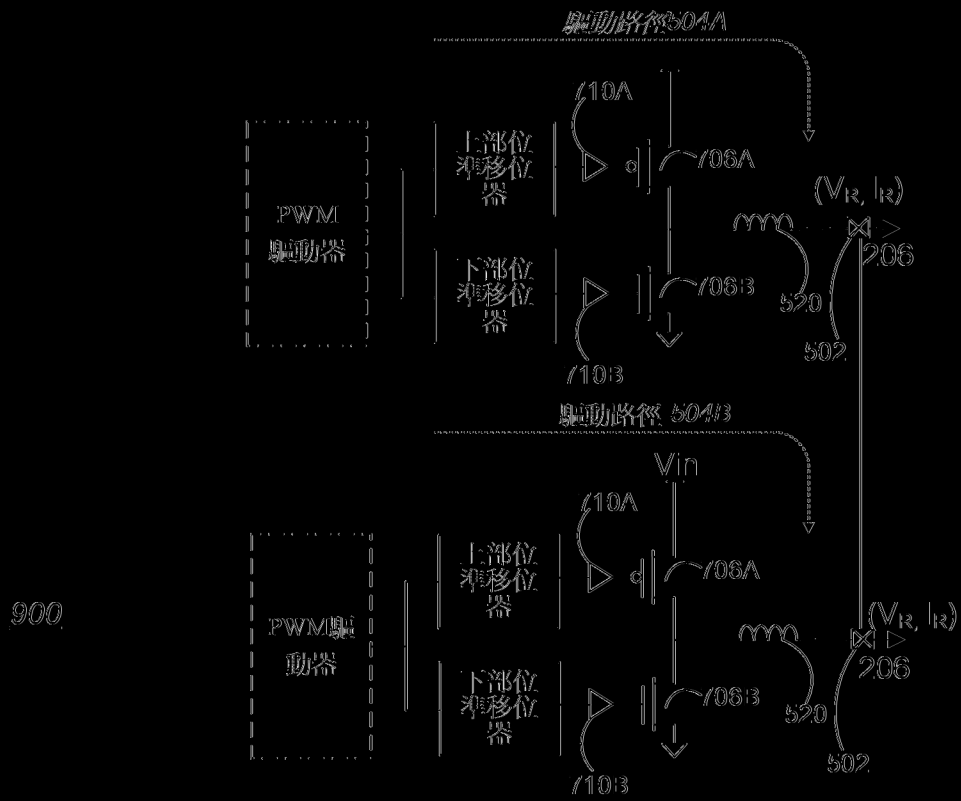 驅動路徑504A
710A
上部位
準移位
器
706A
PWM
驅動器
(VR, IR)
206
下部位
準移位
器
706B
520
502
710B
驅動路徑 504B
Vin
710A
上部位
準移位
器
706A
900
PWM驅
動器
(VR, IR)
206
下部位
準移位
器
706B
520
502
710B